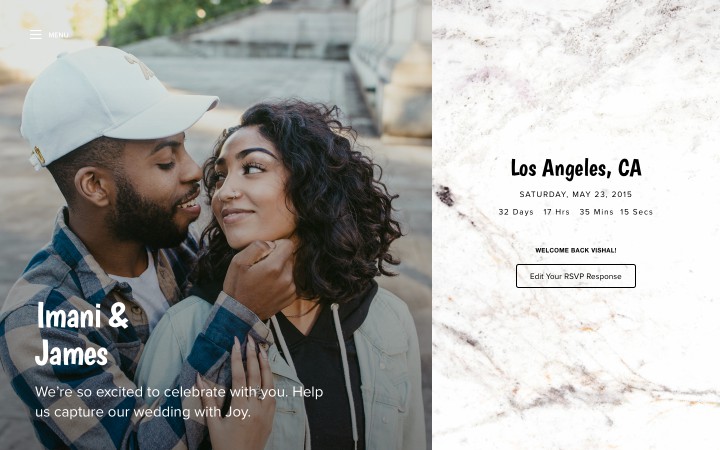 MENU
Imani &
James
We're so excited to celebrate with you. Help
us capture our wedding with Joy.
Los Angeles, CA
SATURDAY, MAY 23, 2015
32 Days 17 Hrs 35 Mins 15 Secs
WELCOME BACK VISHAL!
Edit Your RSVP Response